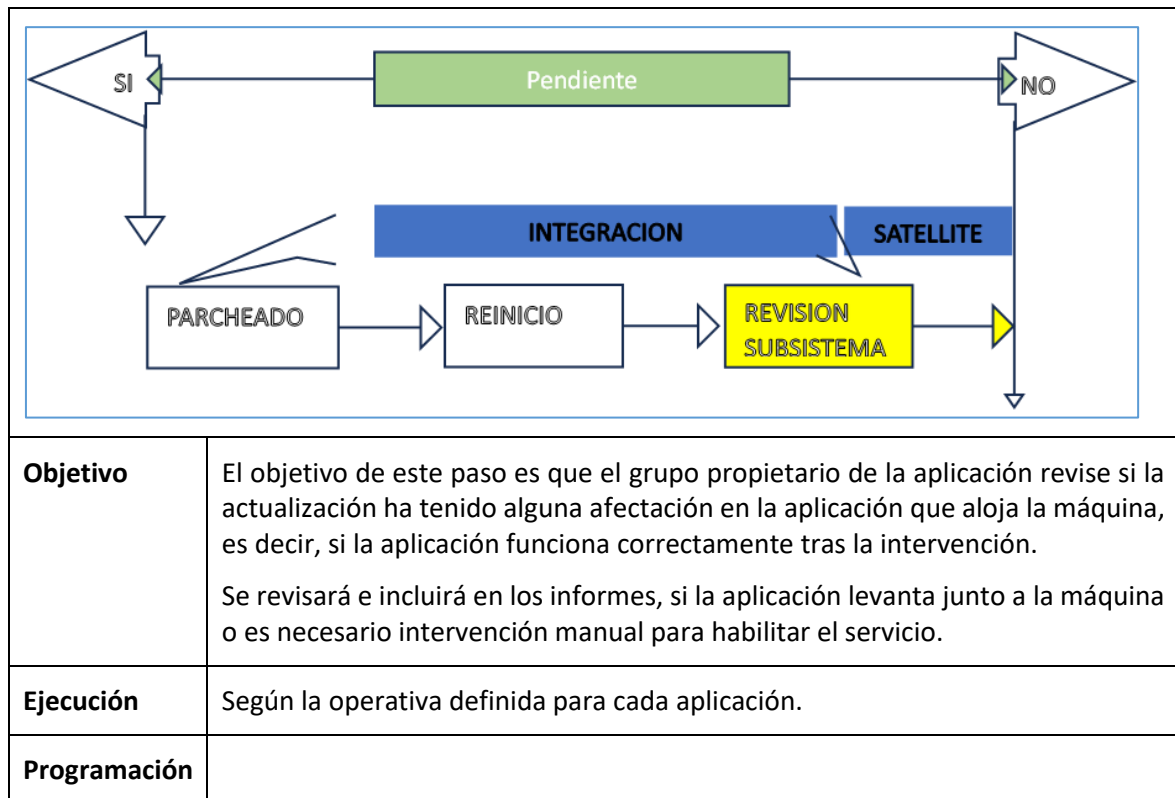 SI
Pendiente
NO
INTEGRACION
SATELLITE
PARCHEADO
REINICIO
REVISION
SUBSISTEMA
Objetivo
El objetivo de este paso es que el grupo propietario de la aplicación revise si la
actualización ha tenido alguna afectación en la aplicación que aloja la máquina,
es decir, si la aplicación funciona correctamente tras la intervención.
Se revisará e incluirá en los informes, si la aplicación levanta junto a la máquina
o es necesario intervención manual para habilitar el servicio.
Ejecución
Según la operativa definida para cada aplicación.
Programación